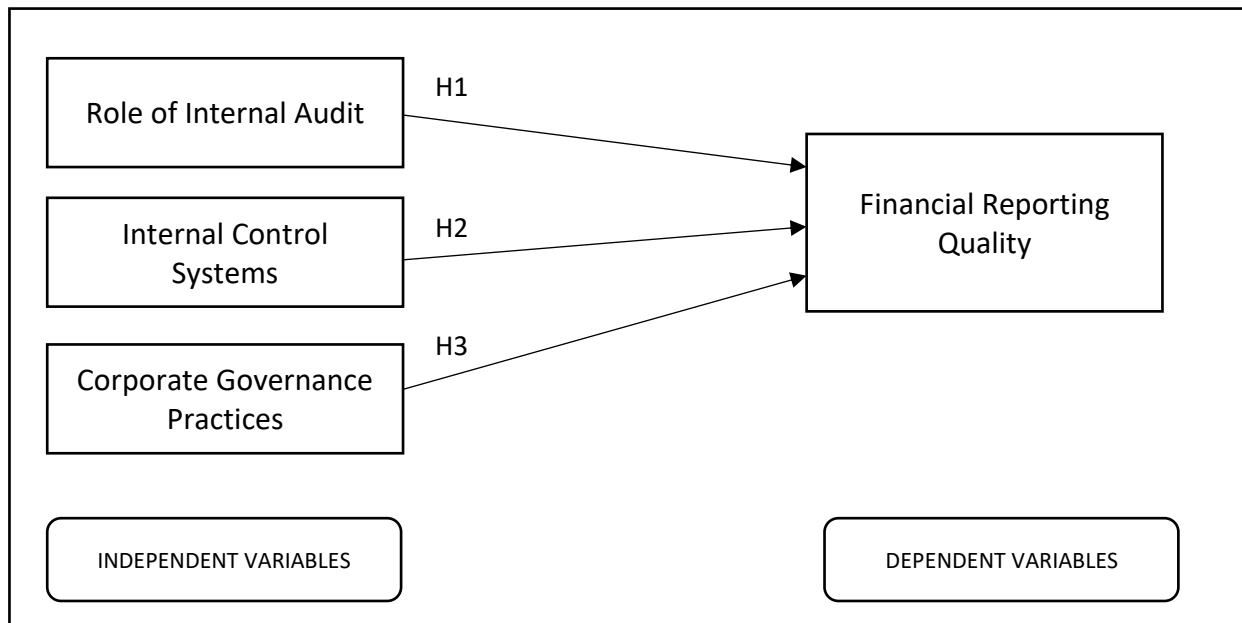 Role of Internal Audit
H1
Internal Control
Systems
H2
Corporate Governance
Practices
H3
Financial Reporting
Quality
INDEPENDENT VARIABLES
DEPENDENT VARIABLES